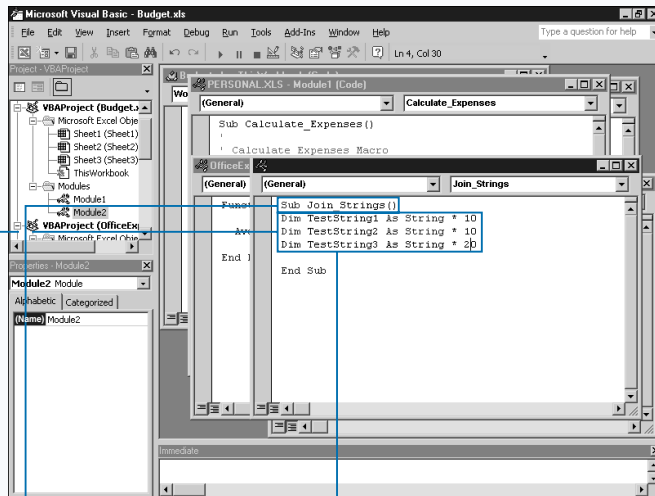 Microsoft Visual Basic - Budget.xls
File Edit View Insert Format Debug Run Tools Add-Ins Window Help
Type a question for help
Ln 4, Col 30
Project - VBAProject
VBAProject (Budget.x
Microsoft Excel Obje
Sheet1 (Sheet1)
Sheet2 (Sheet2)
Sheet3 (Sheet3)
ThisWorkbook
Modules
Module1
Module2
VBAProject (OfficeEx
Microsoft Excel Obje
Properties - Module2
Module2 Module
Alphabetic Categorized
(Name) Module2
PERSONAL.XLS - Module1 (Code)
(General) Calculate_Expenses
Sub Calculate_Expenses()
'
' Calculate Expenses Macro
OfficeEx
(General)
Func
Ave
End
(General) Join_Strings
Sub Join_Strings()
Dim TestString1 As String * 10
Dim TestString2 As String * 10
Dim TestString3 As String * 20
End Sub
Immediate